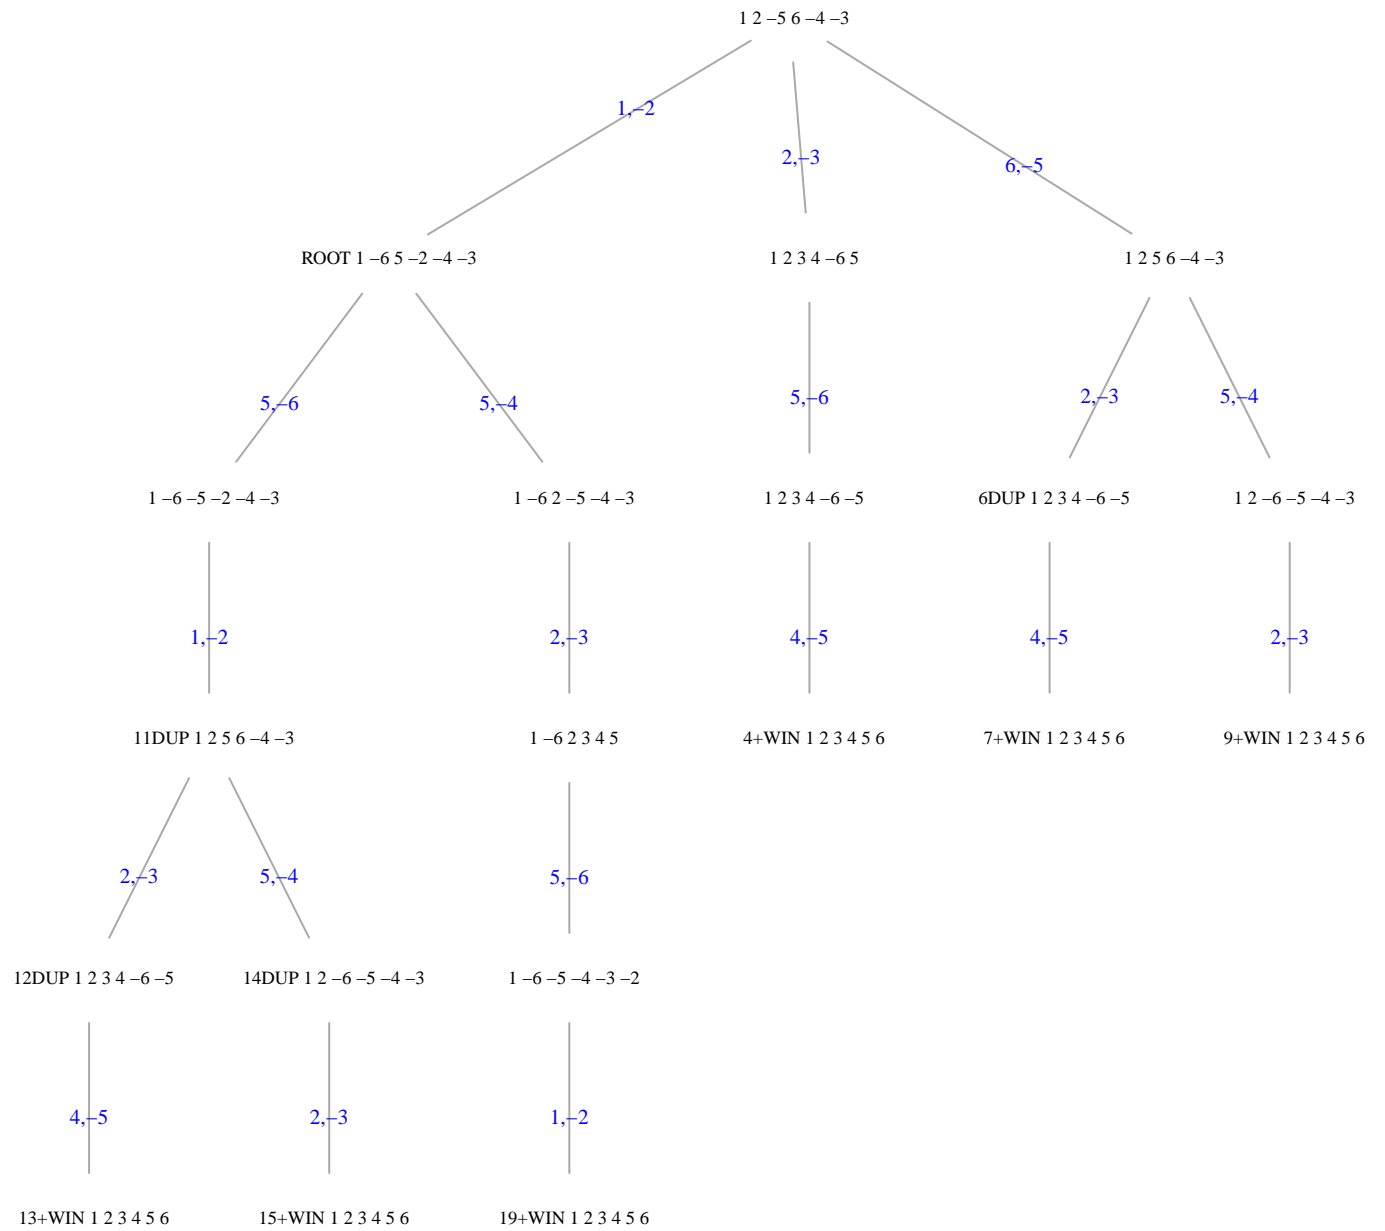 1 2 –5 6 –4 –3
1,–2
2,–3
6,–5
ROOT 1 –6 5 –2 –4 –3
1 2 3 4 –6 5
1 2 5 6 –4 –3
5,–6
5,–4
5,–6
2,–3
5,–4
1 –6 –5 –2 –4 –3
1 –6 2 –5 –4 –3
1 2 3 4 –6 –5
6DUP 1 2 3 4 –6 –5
1 2 –6 –5 –4 –3
1,–2
2,–3
4,–5
4,–5
2,–3
11DUP 1 2 5 6 –4 –3
1 –6 2 3 4 5
4+WIN 1 2 3 4 5 6
7+WIN 1 2 3 4 5 6
9+WIN 1 2 3 4 5 6
2,–3
5,–4
5,–6
12DUP 1 2 3 4 –6 –5
14DUP 1 2 –6 –5 –4 –3
1 –6 –5 –4 –3 –2
4,–5
2,–3
1,–2
13+WIN 1 2 3 4 5 6
15+WIN 1 2 3 4 5 6
19+WIN 1 2 3 4 5 6